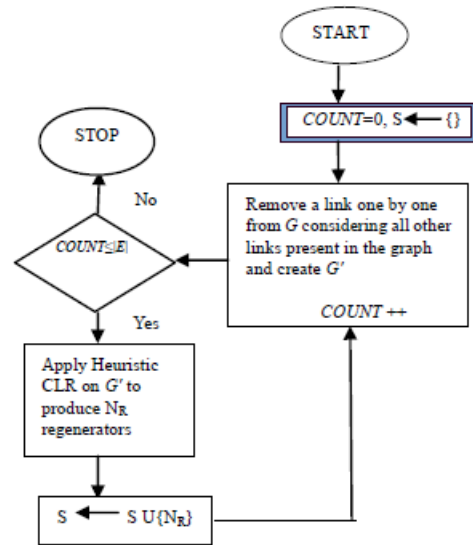 START
COUNT=0, S ← {}
STOP
No
Remove a link one by one
from G considering all other
links present in the graph
and create G'
COUNT ++
COUNT≤|E|
Yes
Apply Heuristic
CLR on G' to
produce NR
regenerators
S ← S U{NR}